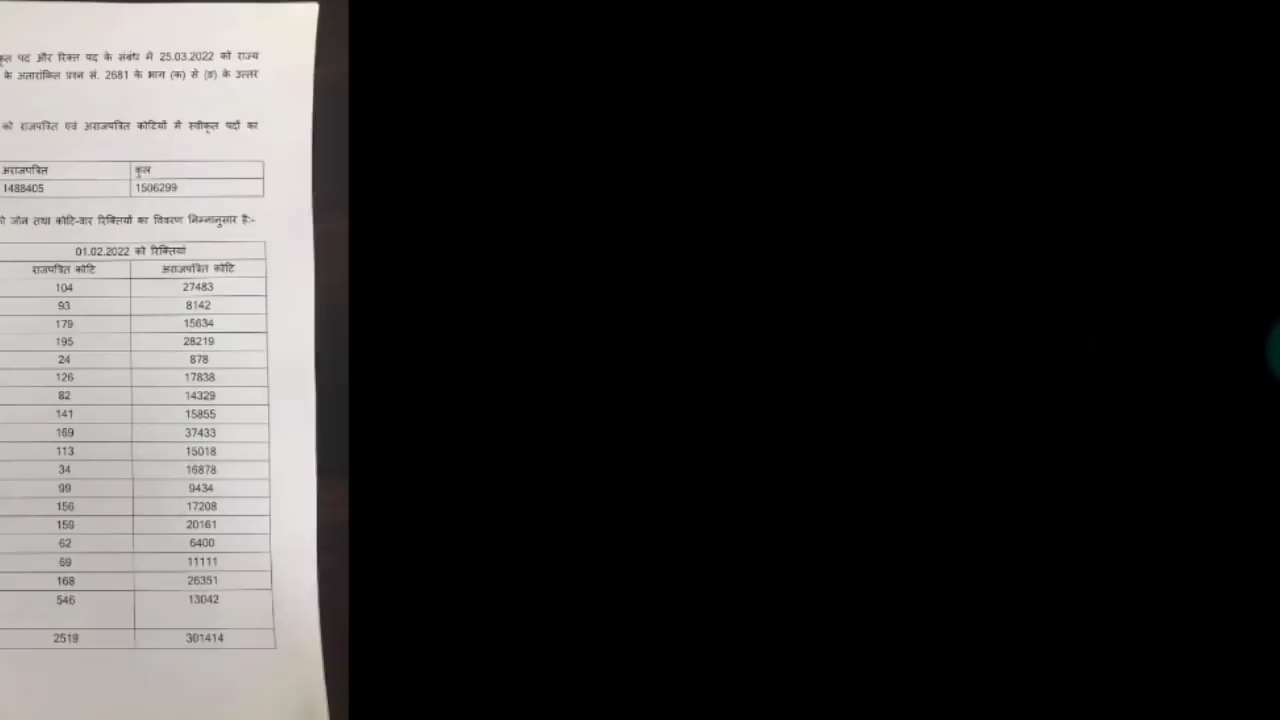 पद और रिक्त पद के संबंध में 25.03.2022 को राज्य
के अतारांकित प्रश्न सं. 2681 के भाग (क) से (ङ) के उत्तर
को राजपत्रित एवं अराजपत्रित कोटियों में स्वीकृत पदों का
अराजपत्रित कुल
1488405 1506299
जोन तथा कोटि-वार रिक्तियों का विवरण निम्नानुसार है:-
01.02.2022 को रिक्तियां
राजपत्रित कोटि अराजपत्रित कोटि
104 27483
93 8142
179 15634
195 28219
24 878
126 17838
82 14329
141 15855
169 37433
113 15018
34 16878
99 9434
156 17208
159 20161
62 6400
69 11111
168 26351
546 13042
2519 301414